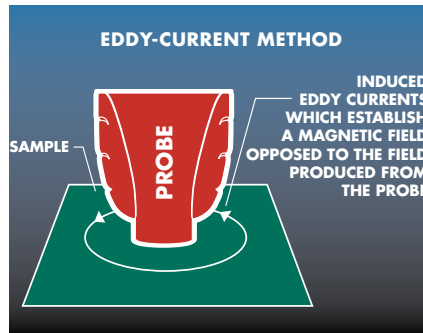 EDDY-CURRENT METHOD
INDUCED
EDDY CURRENTS
WHICH ESTABLISH
A MAGNETIC FIELD
OPPOSED TO THE FIELD
PRODUCED FROM
THE PROBE
SAMPLE
PROBE